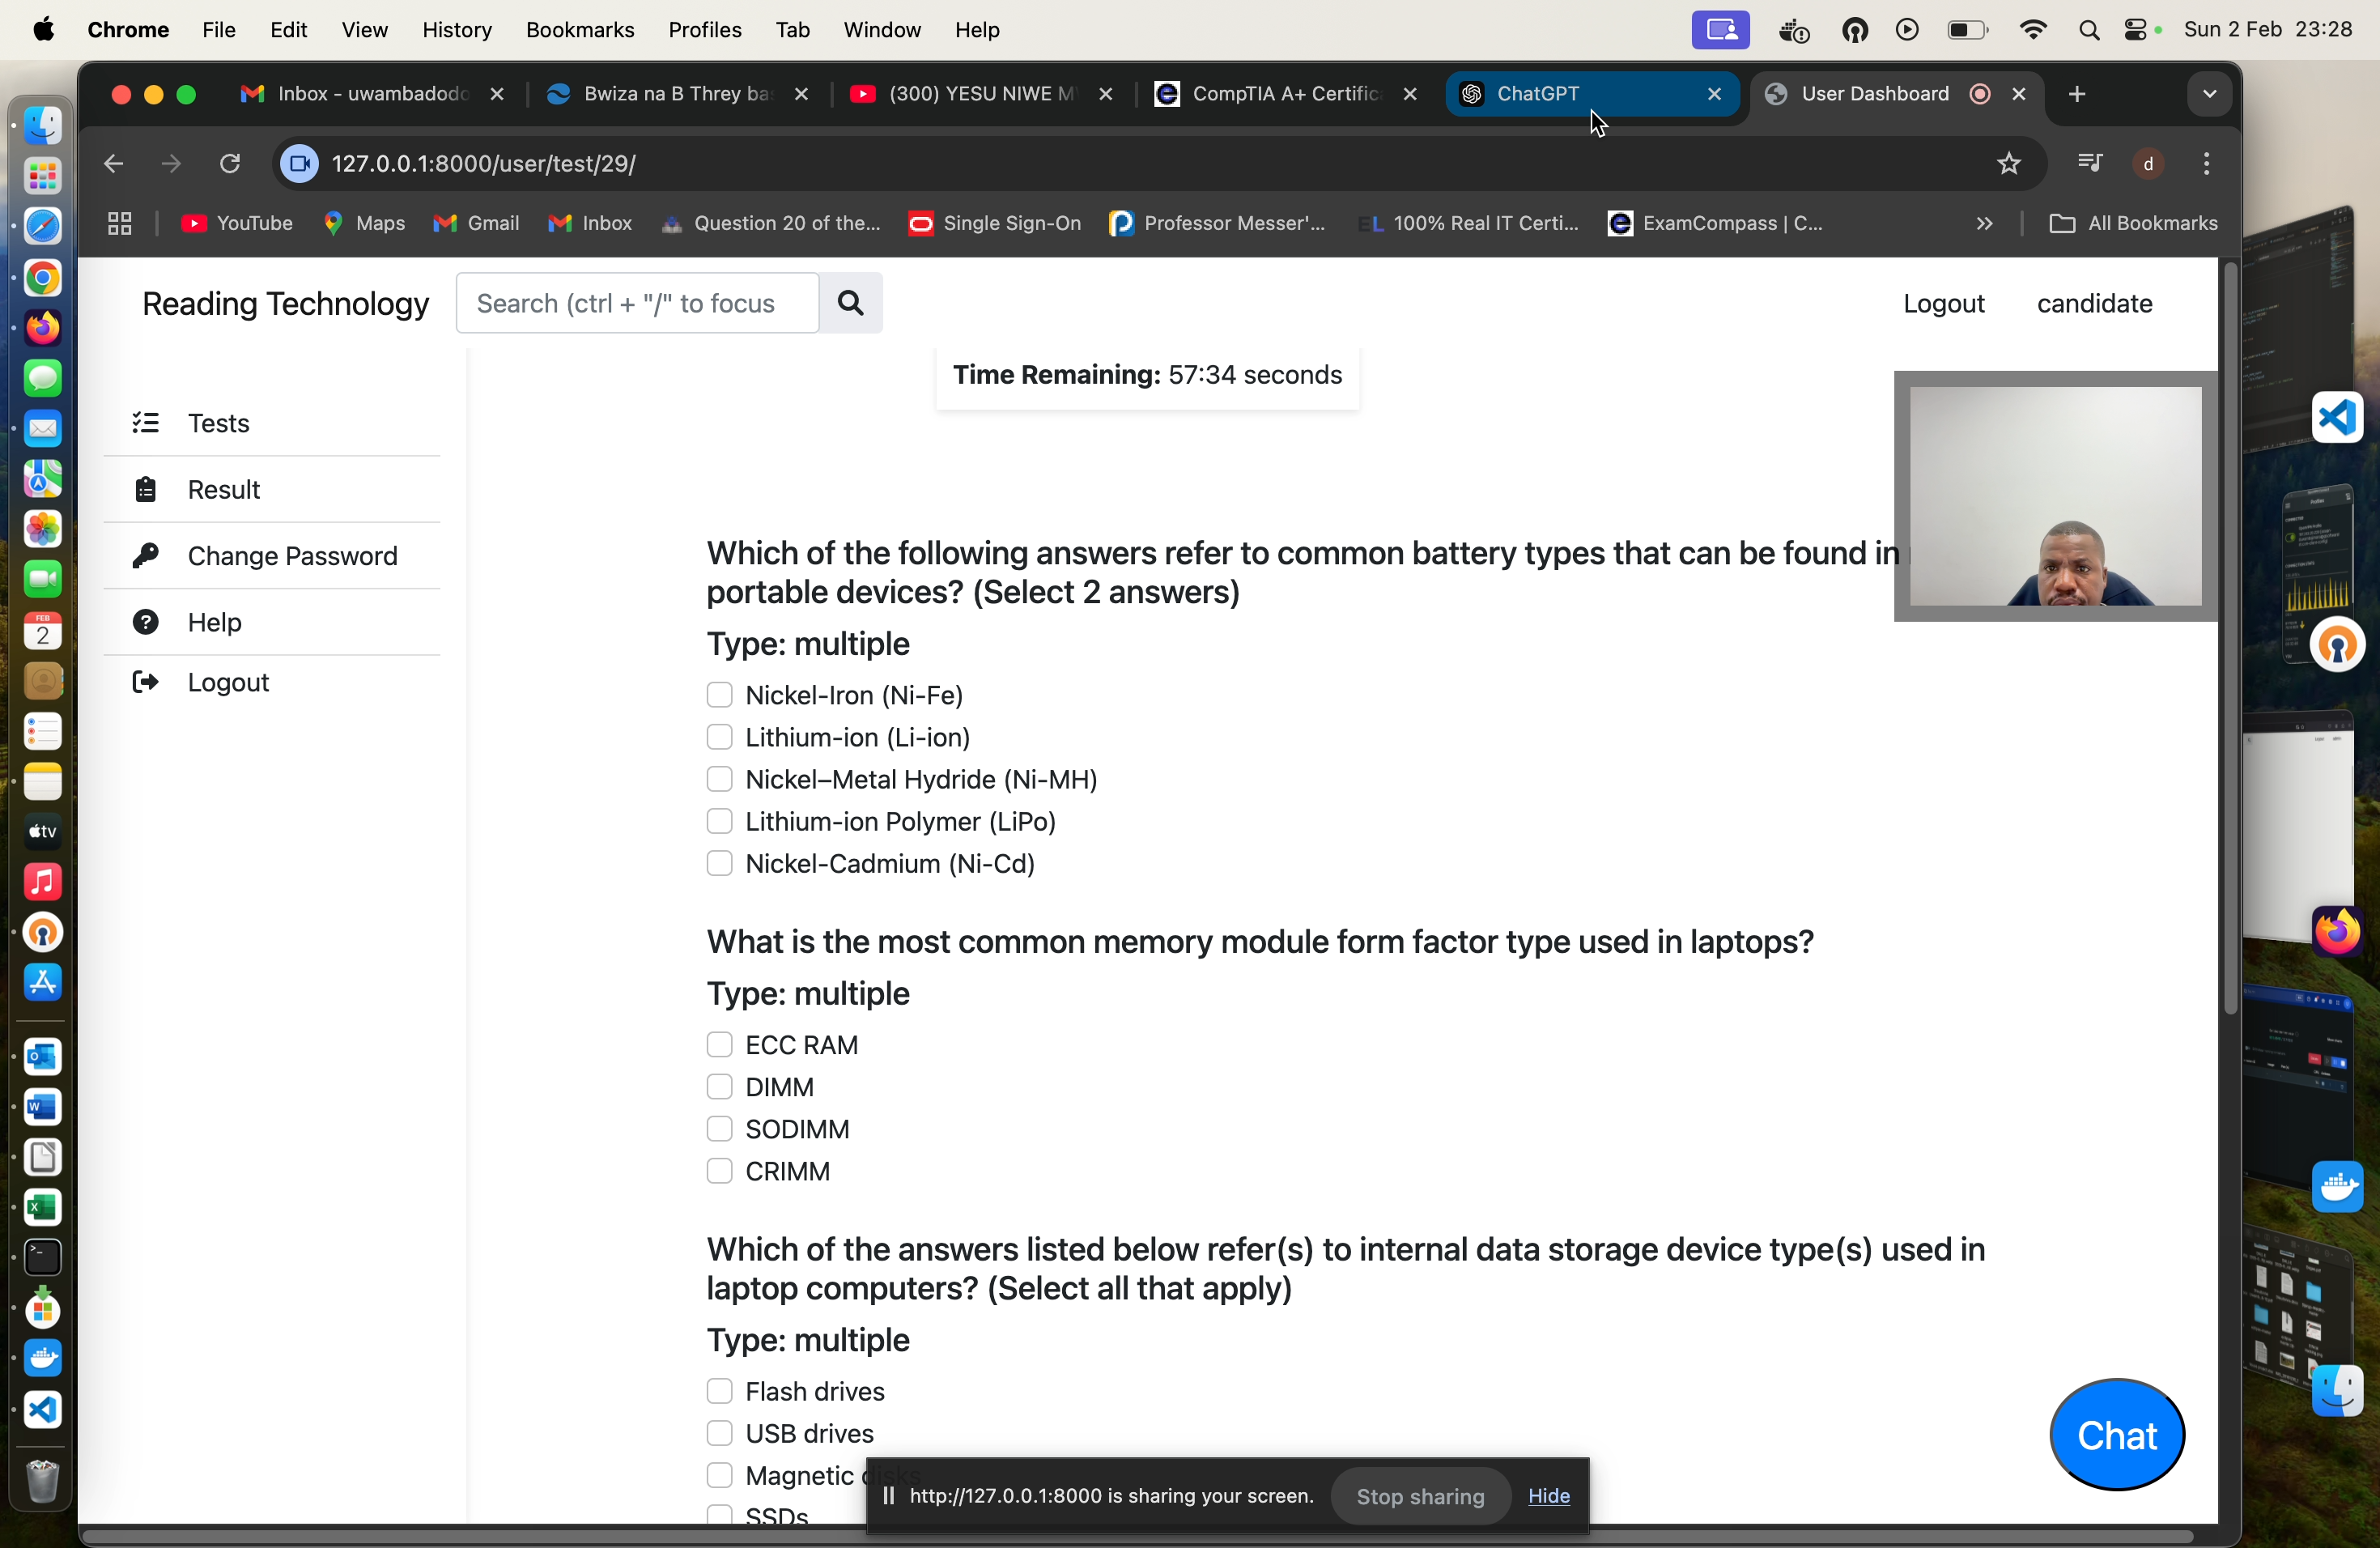 Chrome File Edit View History Bookmarks Profiles Tab Window Help Sun 2 Feb 23:28
Inbox - uwambadodo Bwiza na B Threy ba (300) YESU NIWE M CompTIA A+ Certific ChatGPT User Dashboard
127.0.0.1:8000/user/test/29/ d
YouTube Maps Gmail Inbox Question 20 of the... Single Sign-On Professor Messer'... EL 100% Real IT Certi... ExamCompass | C... All Bookmarks
Reading Technology Search (ctrl + "/" to focus Logout candidate
Time Remaining: 57:34 seconds
Tests
Result
Change Password
Help
Logout
Which of the following answers refer to common battery types that can be found in
portable devices? (Select 2 answers)
Type: multiple
Nickel-Iron (Ni-Fe)
Lithium-ion (Li-ion)
Nickel–Metal Hydride (Ni-MH)
Lithium-ion Polymer (LiPo)
Nickel-Cadmium (Ni-Cd)
What is the most common memory module form factor type used in laptops?
Type: multiple
ECC RAM
DIMM
SODIMM
CRIMM
Which of the answers listed below refer(s) to internal data storage device type(s) used in
laptop computers? (Select all that apply)
Type: multiple
Flash drives
USB drives
Magnetic disks
SSDs
http://127.0.0.1:8000 is sharing your screen. Stop sharing Hide
Chat
FEB
2
tv